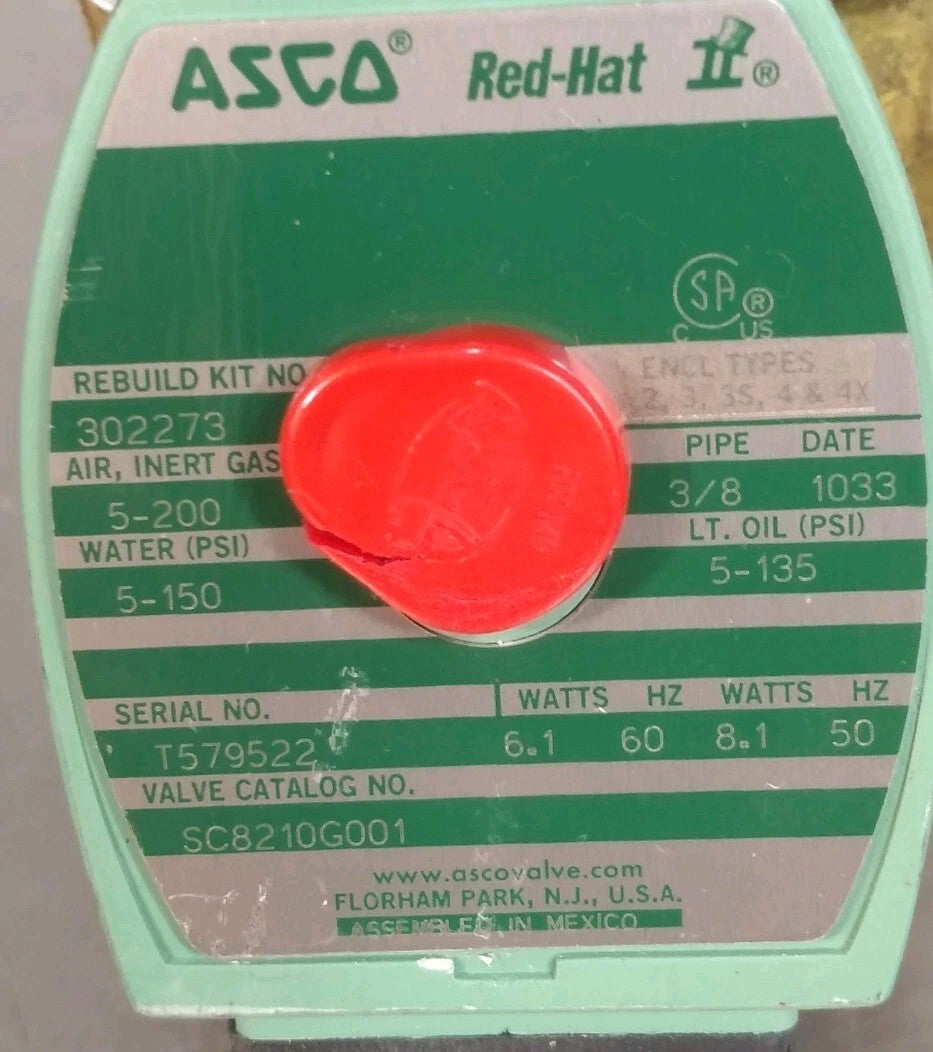 ASCO® Red-Hat II®
SA®
C US
REBUILD KIT NO
ENCL TYPES
2, 3, 3S, 4 & 4X
302273
PIPE DATE
AIR, INERT GAS
3/8 1033
5-200
LT. OIL (PSI)
WATER (PSI)
5-135
5-150
SERIAL NO. WATTS HZ WATTS HZ
T579522 6.1 60 8.1 50
VALVE CATALOG NO.
SC8210G001
www.ascovalve.com
FLORHAM PARK, N.J., U.S.A.
ASSEMBLED IN MEXICO